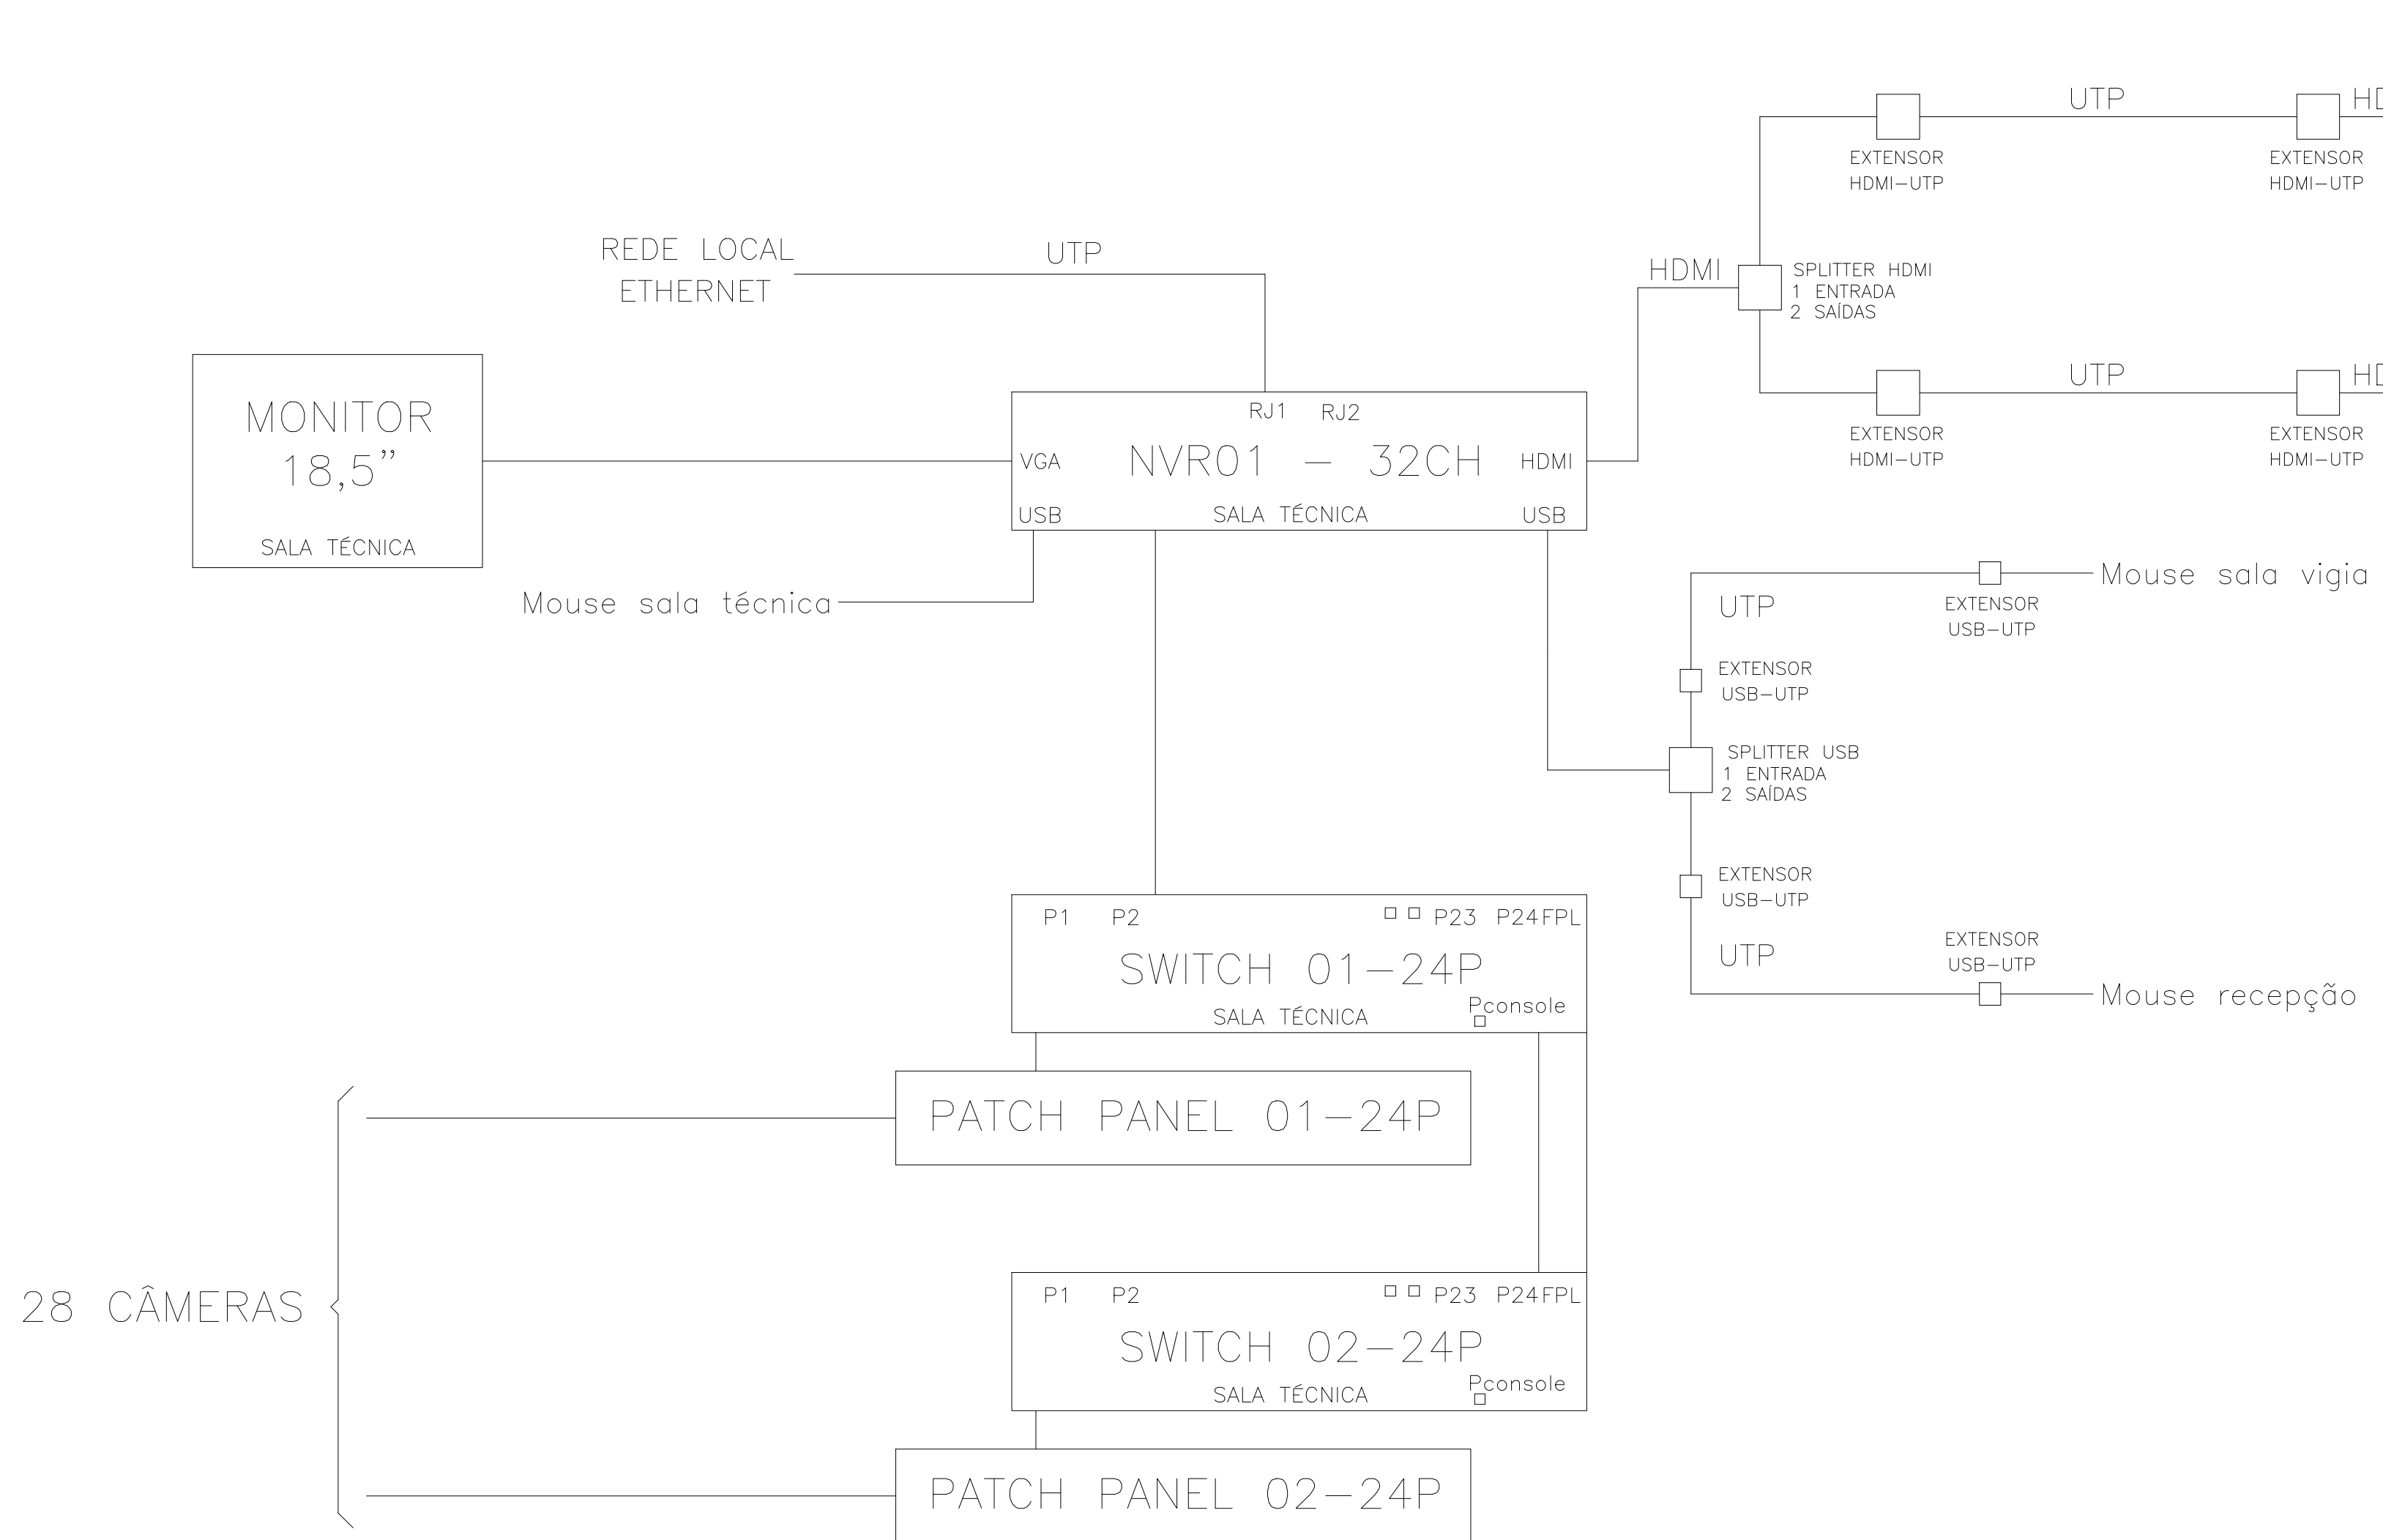 UTP
HD
EXTENSOR
HDMI-UTP
EXTENSOR
HDMI-UTP
REDE LOCAL
ETHERNET
UTP
HDMI
SPLITTER HDMI
1 ENTRADA
2 SAÍDAS
UTP
HD
EXTENSOR
HDMI-UTP
EXTENSOR
HDMI-UTP
MONITOR
18,5”
SALA TÉCNICA
RJ1 RJ2
VGA NVR01 - 32CH HDMI
USB SALA TÉCNICA USB
Mouse sala técnica
Mouse sala vigia
UTP
EXTENSOR
USB-UTP
EXTENSOR
USB-UTP
SPLITTER USB
1 ENTRADA
2 SAÍDAS
EXTENSOR
USB-UTP
UTP
EXTENSOR
USB-UTP
Mouse recepção
P1 P2 P23 P24FPL
SWITCH 01-24P
Pconsole
SALA TÉCNICA
PATCH PANEL 01-24P
28 CÂMERAS
P1 P2 P23 P24FPL
SWITCH 02-24P
Pconsole
SALA TÉCNICA
PATCH PANEL 02-24P